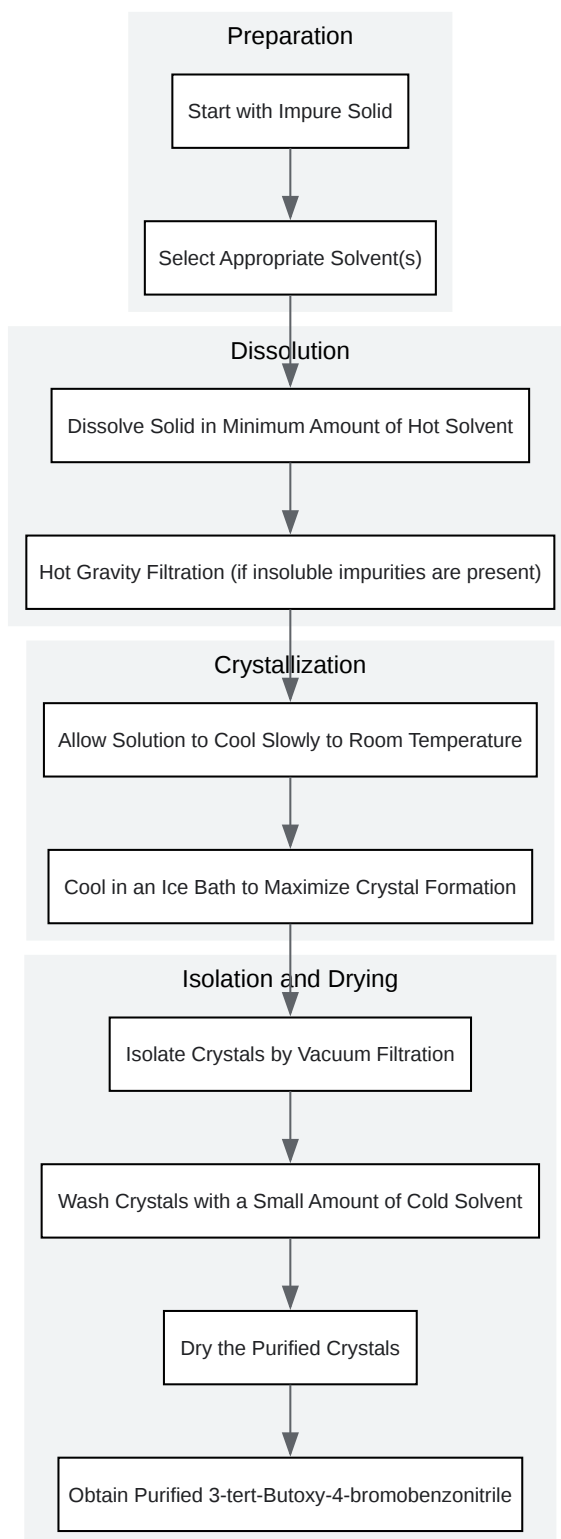 Preparation
Start with Impure Solid
Select Appropriate Solvent(s)
Dissolution
Dissolve Solid in Minimum Amount of Hot Solvent
Hot Gravity Filtration (if insoluble impurities are present)
Crystallization
Allow Solution to Cool Slowly to Room Temperature
Cool in an Ice Bath to Maximize Crystal Formation
Isolation and Drying
Isolate Crystals by Vacuum Filtration
Wash Crystals with a Small Amount of Cold Solvent
Dry the Purified Crystals
Obtain Purified 3-tert-Butoxy-4-bromobenzonitrile